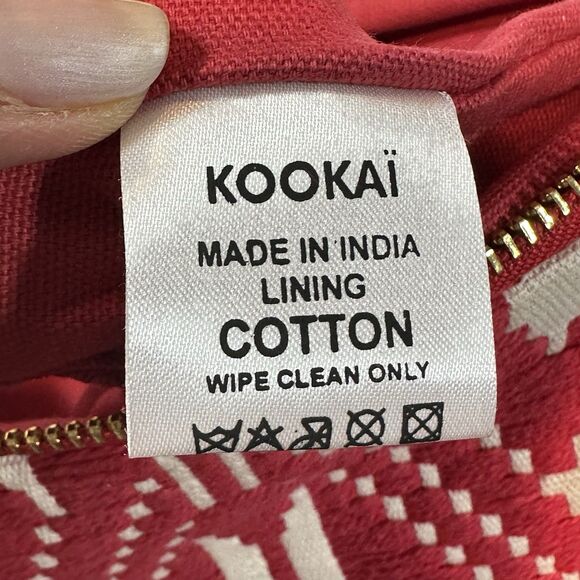 KOOKAÏ
MADE IN INDIA
LINING
COTTON
WIPE CLEAN ONLY